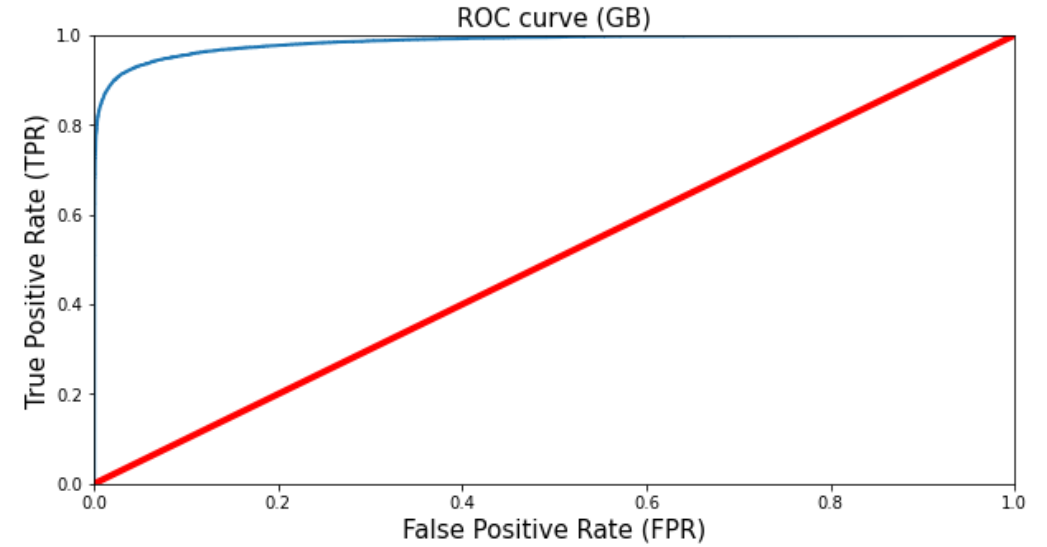 ROC curve (GB)
1.0
0.8
0.6
0.4
0.2
0.0
True Positive Rate (TPR)
0.0 0.2 0.4 0.6 0.8 1.0
False Positive Rate (FPR)